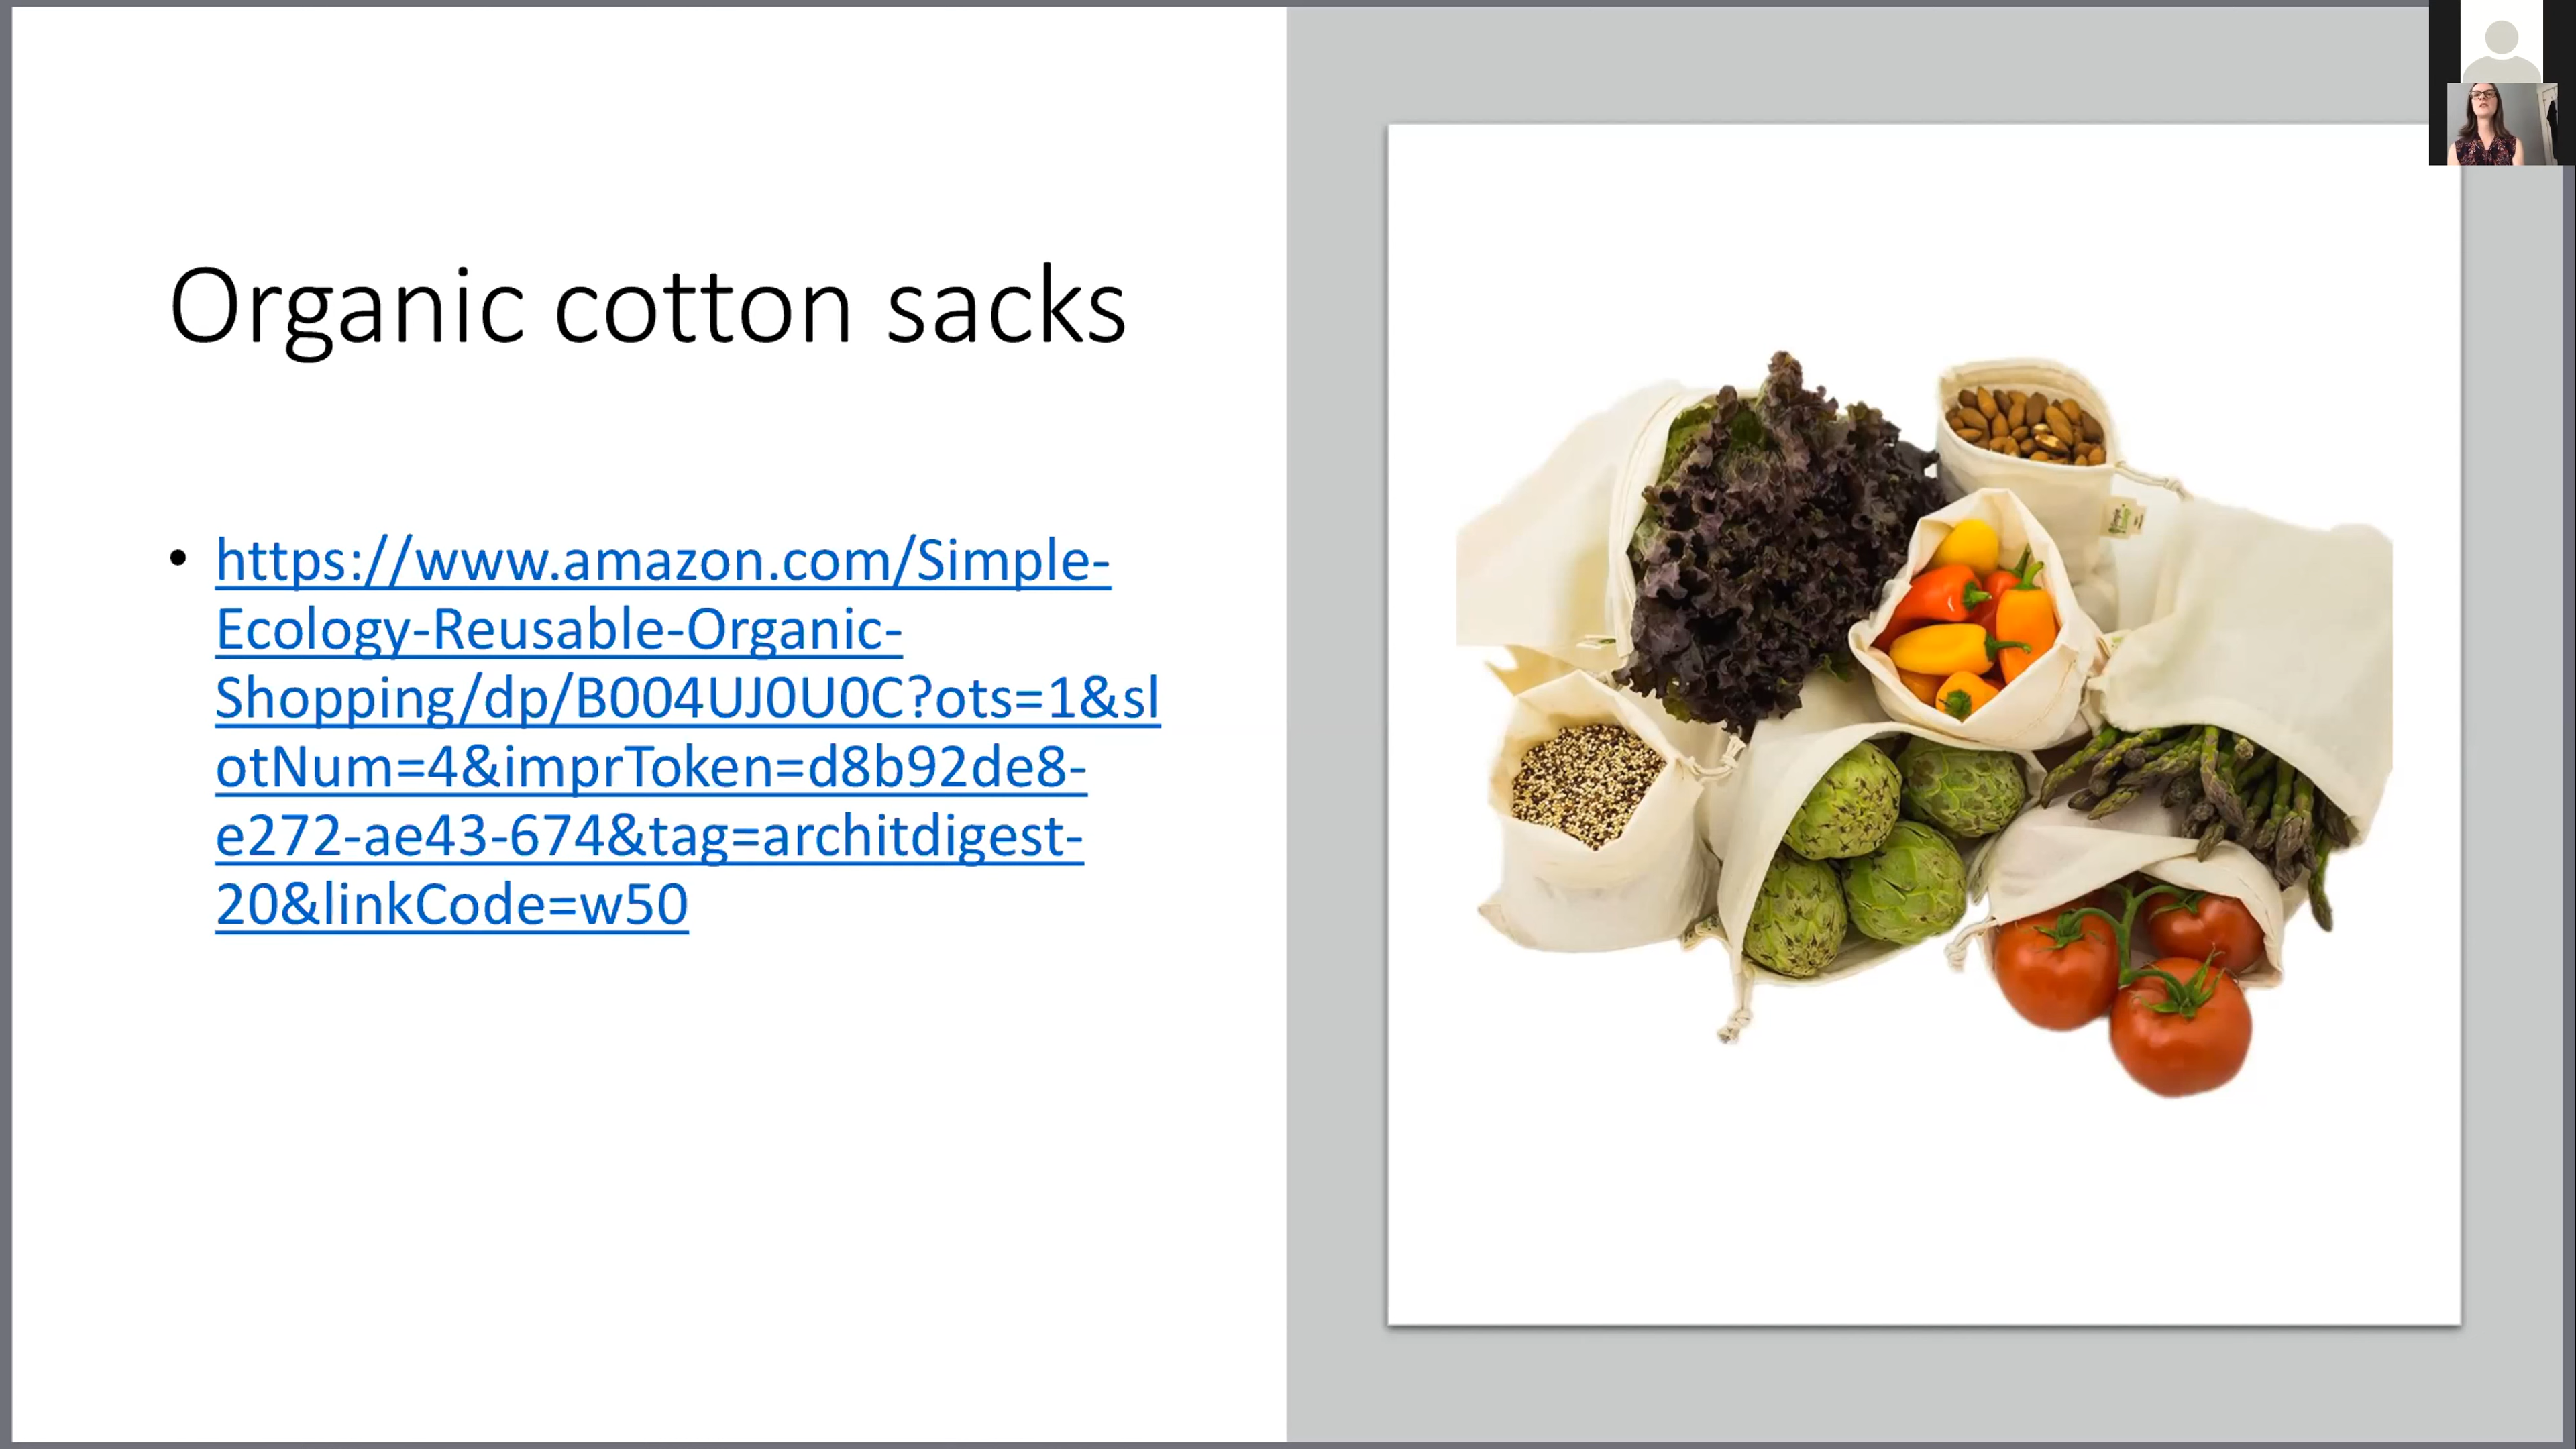 Organic cotton sacks
• https://www.amazon.com/Simple-
Ecology-Reusable-Organic-
Shopping/dp/B004UJ0U0C?ots=1&sl
otNum=4&imprToken=d8b92de8-
e272-ae43-674&tag=architdigest-
20&linkCode=w50